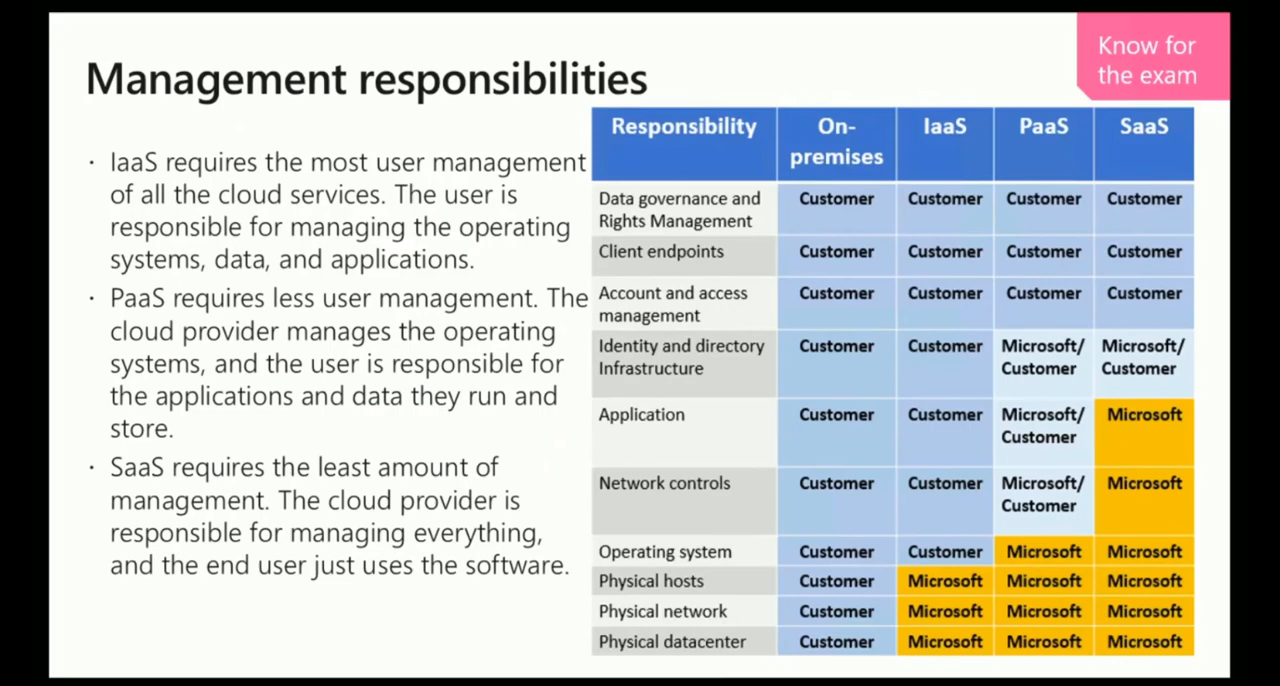 Know for
the exam
Management responsibilities
· IaaS requires the most user management
of all the cloud services. The user is
responsible for managing the operating
systems, data, and applications.
· PaaS requires less user management. The
cloud provider manages the operating
systems, and the user is responsible for
the applications and data they run and
store.
· SaaS requires the least amount of
management. The cloud provider is
responsible for managing everything,
and the end user just uses the software.
Responsibility On- IaaS PaaS SaaS
premises
Data governance and Customer Customer Customer Customer
Rights Management
Client endpoints Customer Customer Customer Customer
Account and access Customer Customer Customer Customer
management
Identity and directory Customer Customer Microsoft/ Microsoft/
Infrastructure Customer Customer
Application Customer Customer Microsoft/ Microsoft
Customer
Network controls Customer Customer Microsoft/ Microsoft
Customer
Operating system Customer Customer Microsoft Microsoft
Physical hosts Customer Microsoft Microsoft Microsoft
Physical network Customer Microsoft Microsoft Microsoft
Physical datacenter Customer Microsoft Microsoft Microsoft